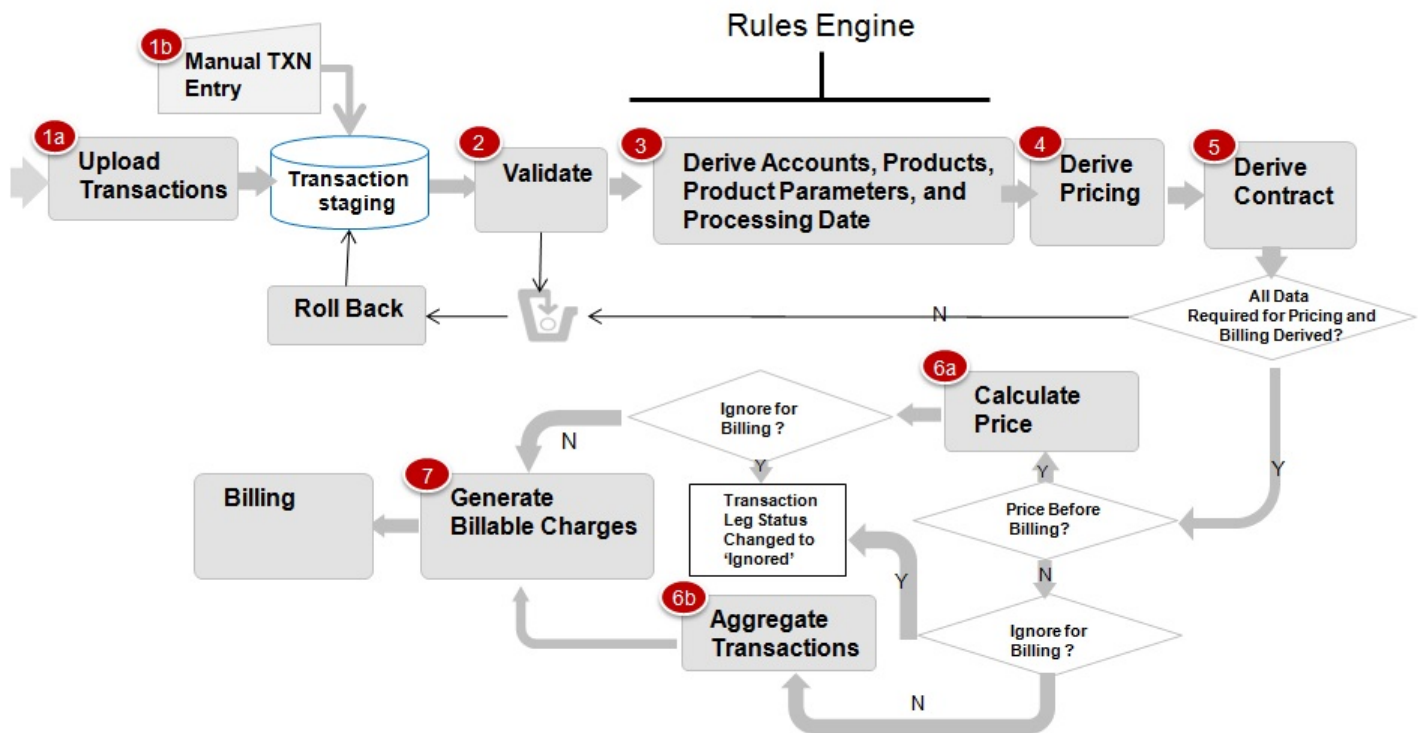 Rules Engine
1b
Manual TXN
Entry
1a
Upload
Transactions
Transaction
staging
2
Validate
3
Derive Accounts, Products,
Product Parameters, and
Processing Date
4
Derive
Pricing
5
Derive
Contract
Roll Back
N
All Data
Required for Pricing and
Billing Derived?
6a
Calculate
Price
Ignore for
Billing ?
N
Y
Y
Y
7
Generate
Billable Charges
Billing
Transaction
Leg Status
Changed to
‘Ignored’
Price Before
Billing?
N
Y
6b
Aggregate
Transactions
Ignore for
Billing ?
N